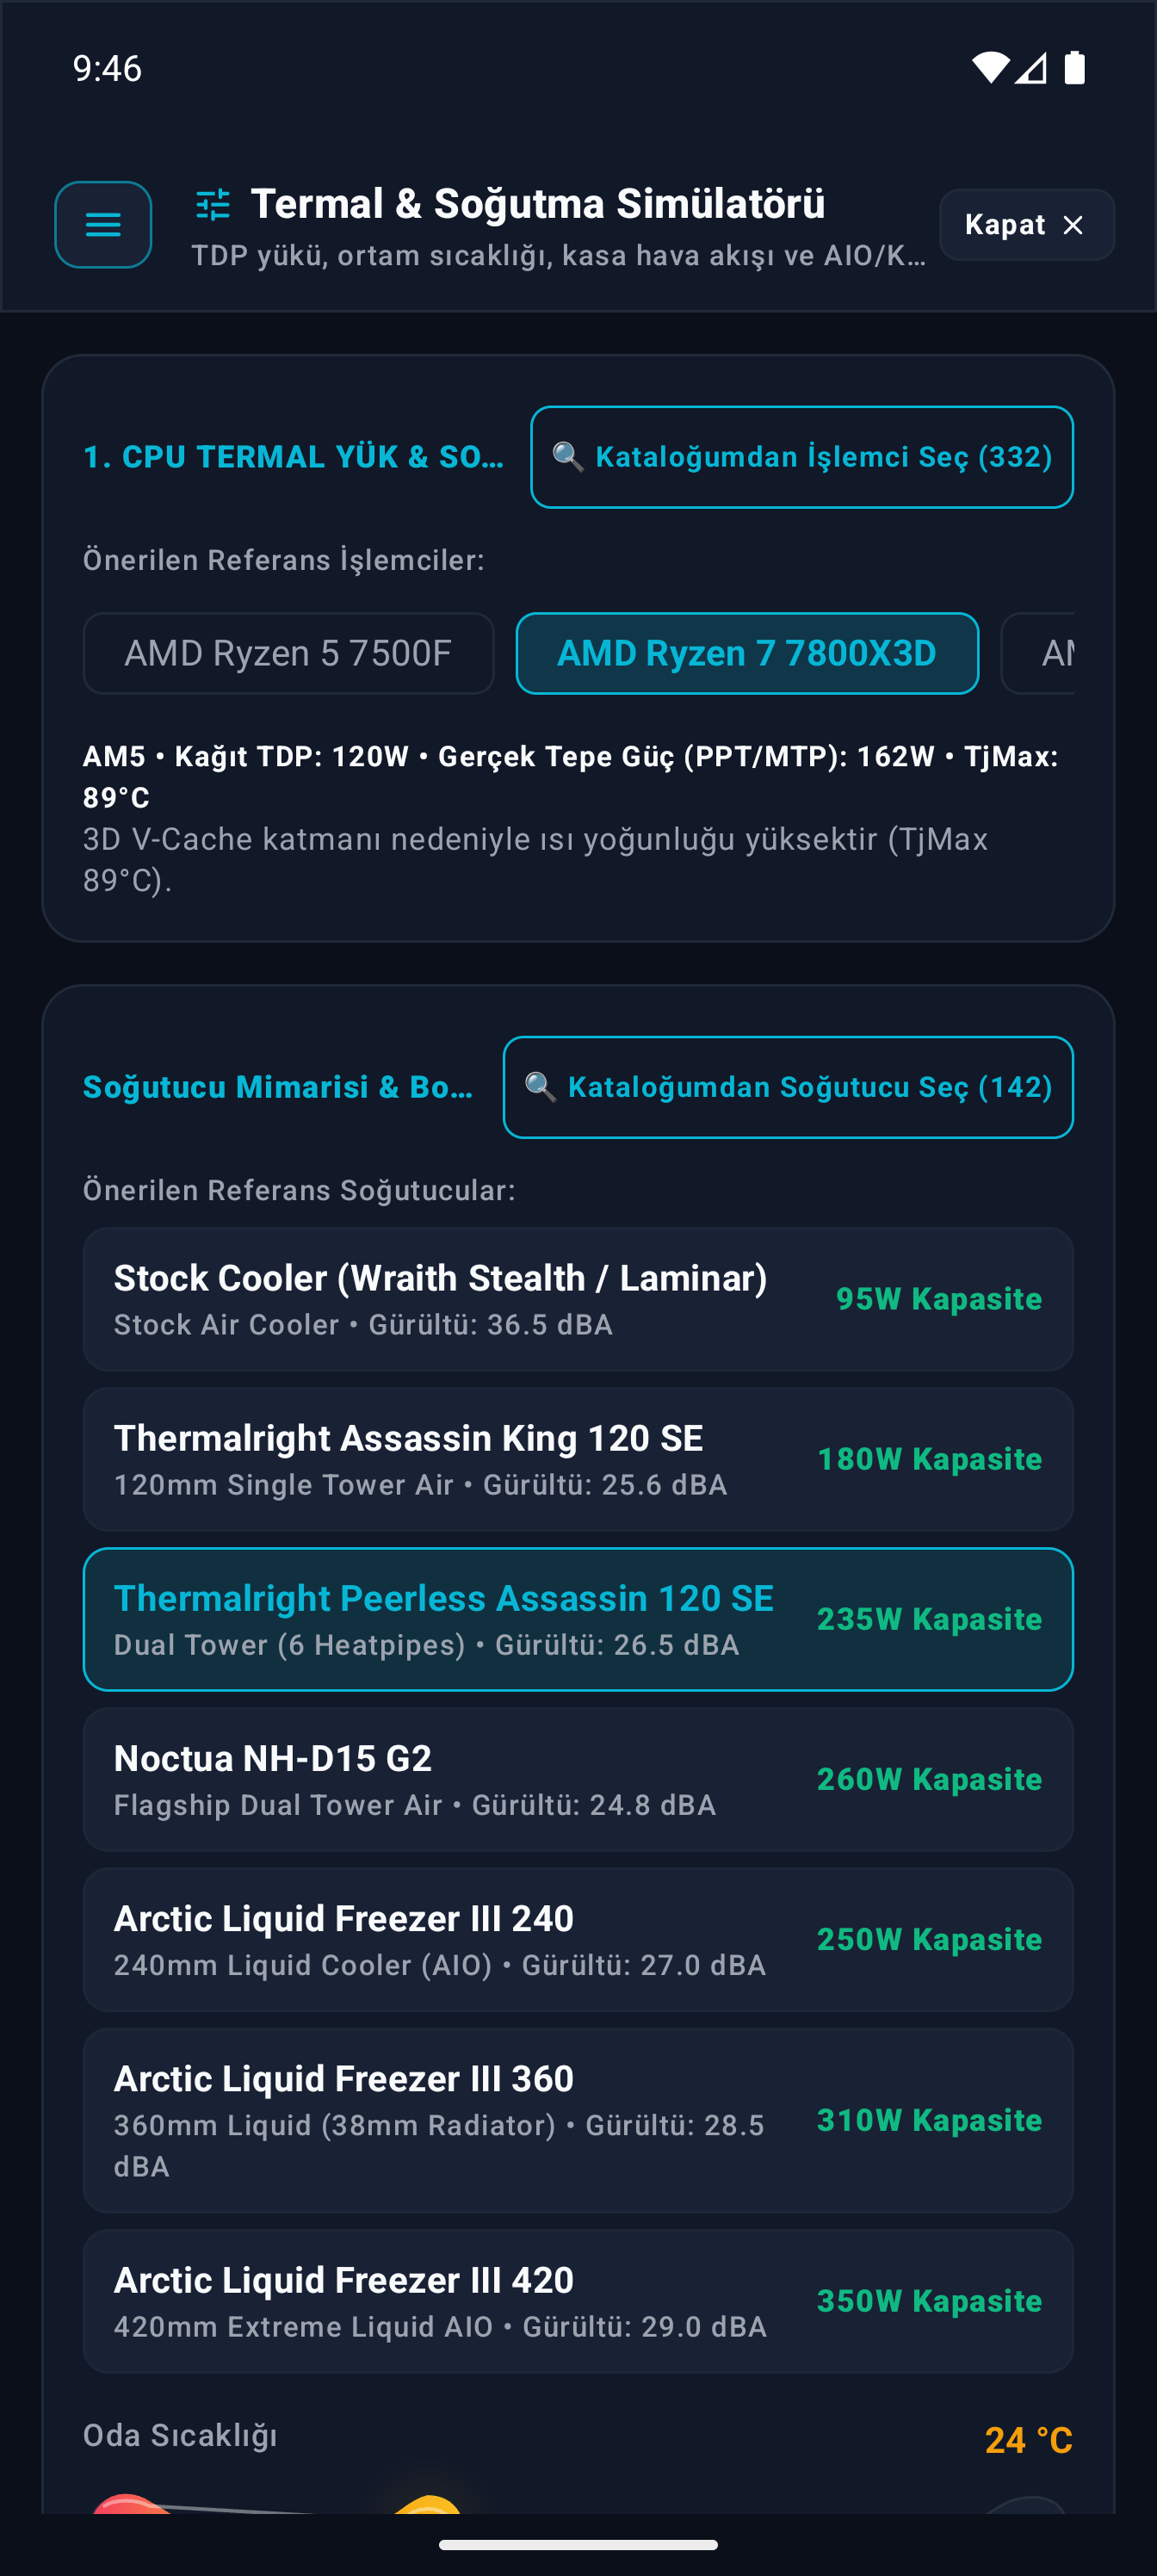 9:46
Termal & Soğutma Simülatörü
TDP yükü, ortam sıcaklığı, kasa hava akışı ve AIO/K…
Kapat
1. CPU TERMAL YÜK & SO…
🔍 Kataloğumdan İşlemci Seç (332)
Önerilen Referans İşlemciler:
AMD Ryzen 5 7500F
AMD Ryzen 7 7800X3D
AM5 • Kağıt TDP: 120W • Gerçek Tepe Güç (PPT/MTP): 162W • TjMax:
89°C
3D V-Cache katmanı nedeniyle ısı yoğunluğu yüksektir (TjMax
89°C).
Soğutucu Mimarisi & Bo…
🔍 Kataloğumdan Soğutucu Seç (142)
Önerilen Referans Soğutucular:
Stock Cooler (Wraith Stealth / Laminar)
Stock Air Cooler • Gürültü: 36.5 dBA
95W Kapasite
Thermalright Assassin King 120 SE
120mm Single Tower Air • Gürültü: 25.6 dBA
180W Kapasite
Thermalright Peerless Assassin 120 SE
Dual Tower (6 Heatpipes) • Gürültü: 26.5 dBA
235W Kapasite
Noctua NH-D15 G2
Flagship Dual Tower Air • Gürültü: 24.8 dBA
260W Kapasite
Arctic Liquid Freezer III 240
240mm Liquid Cooler (AIO) • Gürültü: 27.0 dBA
250W Kapasite
Arctic Liquid Freezer III 360
360mm Liquid (38mm Radiator) • Gürültü: 28.5
dBA
310W Kapasite
Arctic Liquid Freezer III 420
420mm Extreme Liquid AIO • Gürültü: 29.0 dBA
350W Kapasite
Oda Sıcaklığı
24 °C